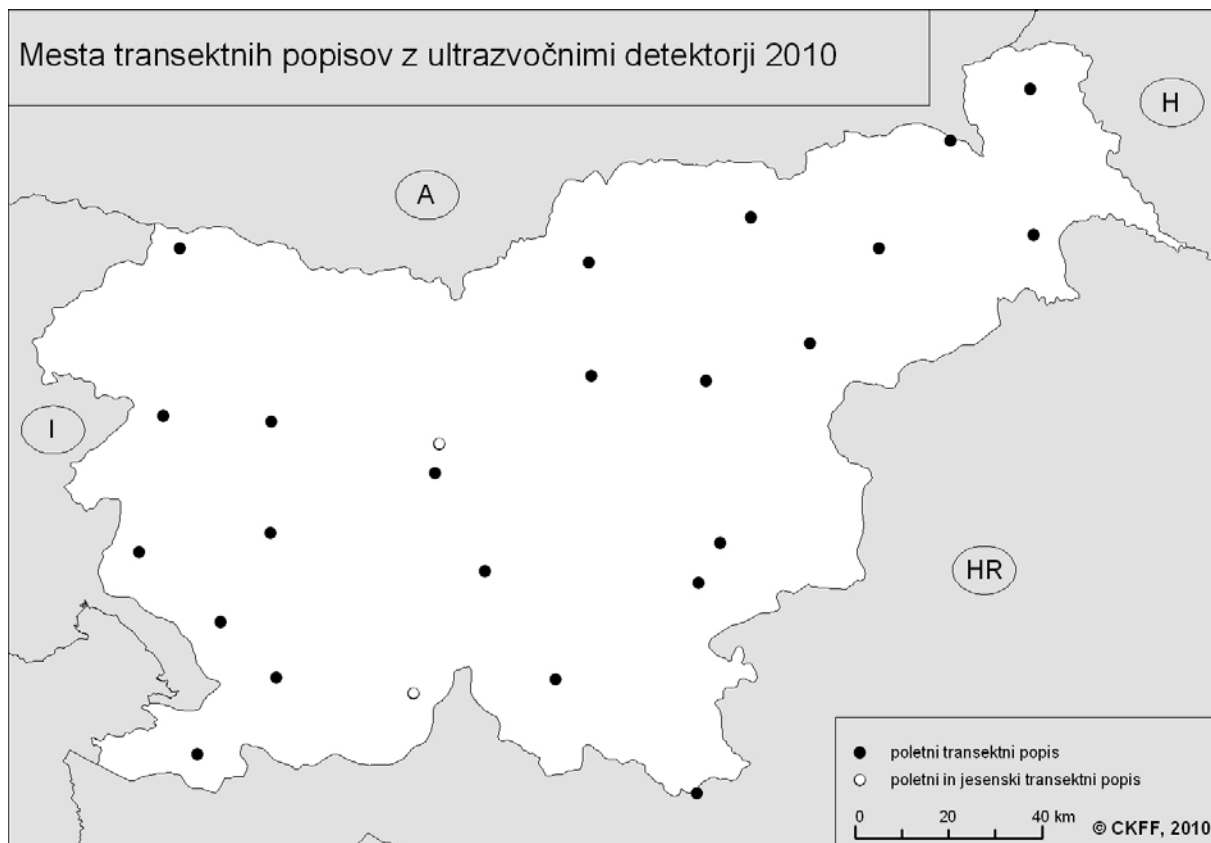 Mesta transektnih popisov z ultrazvočnimi detektorji 2010
H
A
I
HR
poletni transektni popis
poletni in jesenski transektni popis
0 20 40 km
© CKFF, 2010